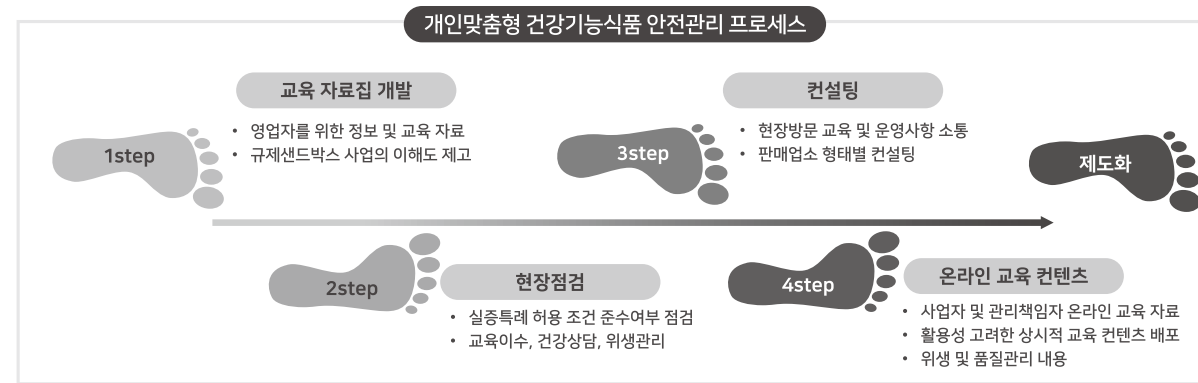 개인맞춤형 건강기능식품 안전관리 프로세스
1step
교육 자료집 개발
• 영업자를 위한 정보 및 교육 자료
• 규제샌드박스 사업의 이해도 제고
2step
현장점검
• 실증특례 허용 조건 준수여부 점검
• 교육이수, 건강상담, 위생관리
3step
컨설팅
• 현장방문 교육 및 운영사항 소통
• 판매업소 형태별 컨설팅
4step
온라인 교육 컨텐츠
• 사업자 및 관리책임자 온라인 교육 자료
• 활용성 고려한 상시적 교육 컨텐츠 배포
• 위생 및 품질관리 내용
제도화